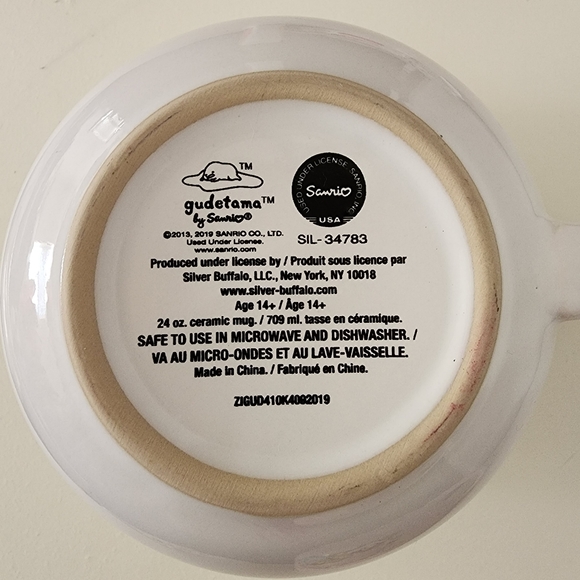 TM
gudetama™
by Sanrio®
©2013, 2019 SANRIO CO., LTD.
Used Under License.
www.sanrio.com
USED UNDER LICENSE SANRIO, INC.
Sanrio
USA
SIL-34783
Produced under license by / Produit sous licence par
Silver Buffalo, LLC., New York, NY 10018
www.silver-buffalo.com
Age 14+ / Âge 14+
24 oz. ceramic mug. / 709 ml. tasse en céramique.
SAFE TO USE IN MICROWAVE AND DISHWASHER. /
VA AU MICRO-ONDES ET AU LAVE-VAISSELLE.
Made In China. / Fabriqué en Chine.
ZJGUD410K4092019